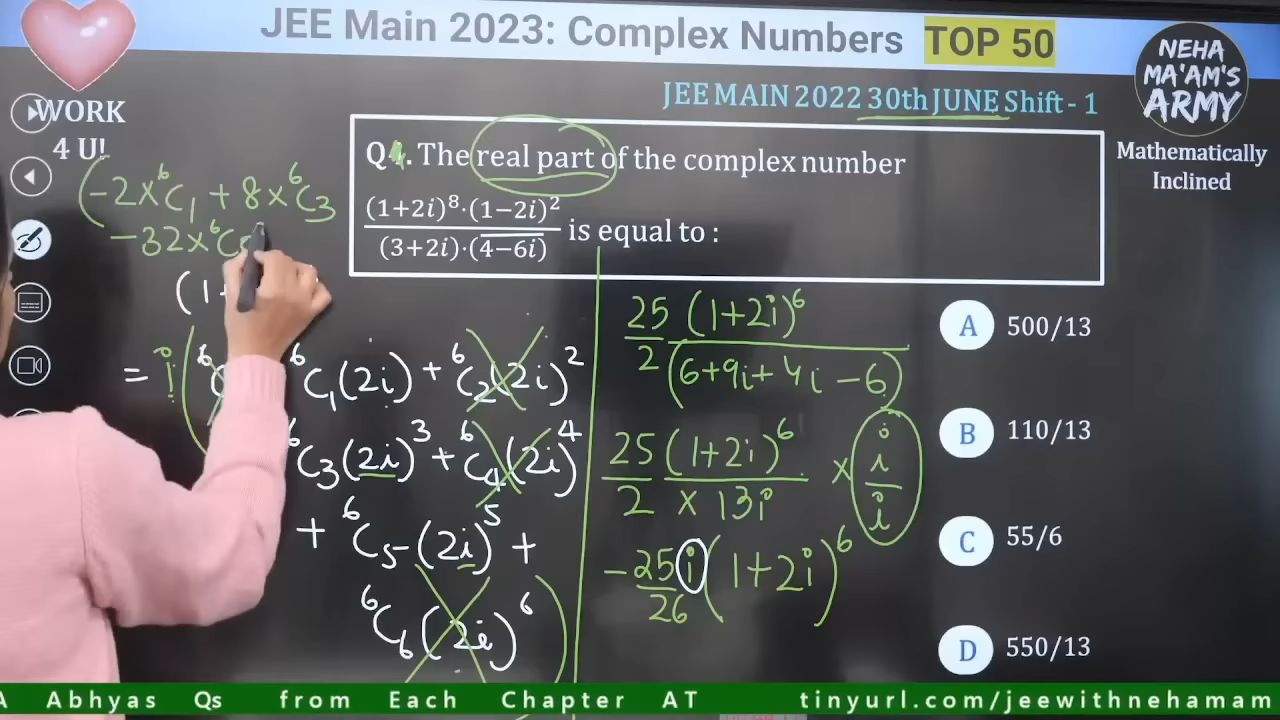 JEE Main 2023: Complex Numbers TOP 50
NEHA
MA'AM'S
ARMY
Mathematically
Inclined
JEE MAIN 2022 30th JUNE Shift - 1
WORK
4 U!
Q4. The real part of the complex number
(1+2i)⁸·(1−2i)²
(3+2i)·(4−6i)
is equal to :
(-2×⁶C₁ + 8×⁶C₃
-32×⁶C
(1+
= i(⁶
⁶C₁(2i) + ⁶C₂(2i)²
⁶C₃(2i)³ + ⁶C₄(2i)⁴
+ ⁶C₅(2i)⁵ +
⁶C₆(2i)⁶)
25 (1+2i)⁶
2 (6+9i+4i−6)
25 (1+2i)⁶ × i
2 × 13i i
-25 i (1+2i)⁶
26
A 500/13
B 110/13
C 55/6
D 550/13
A Abhyas Qs from Each Chapter AT tinyurl.com/jeewithnehamam